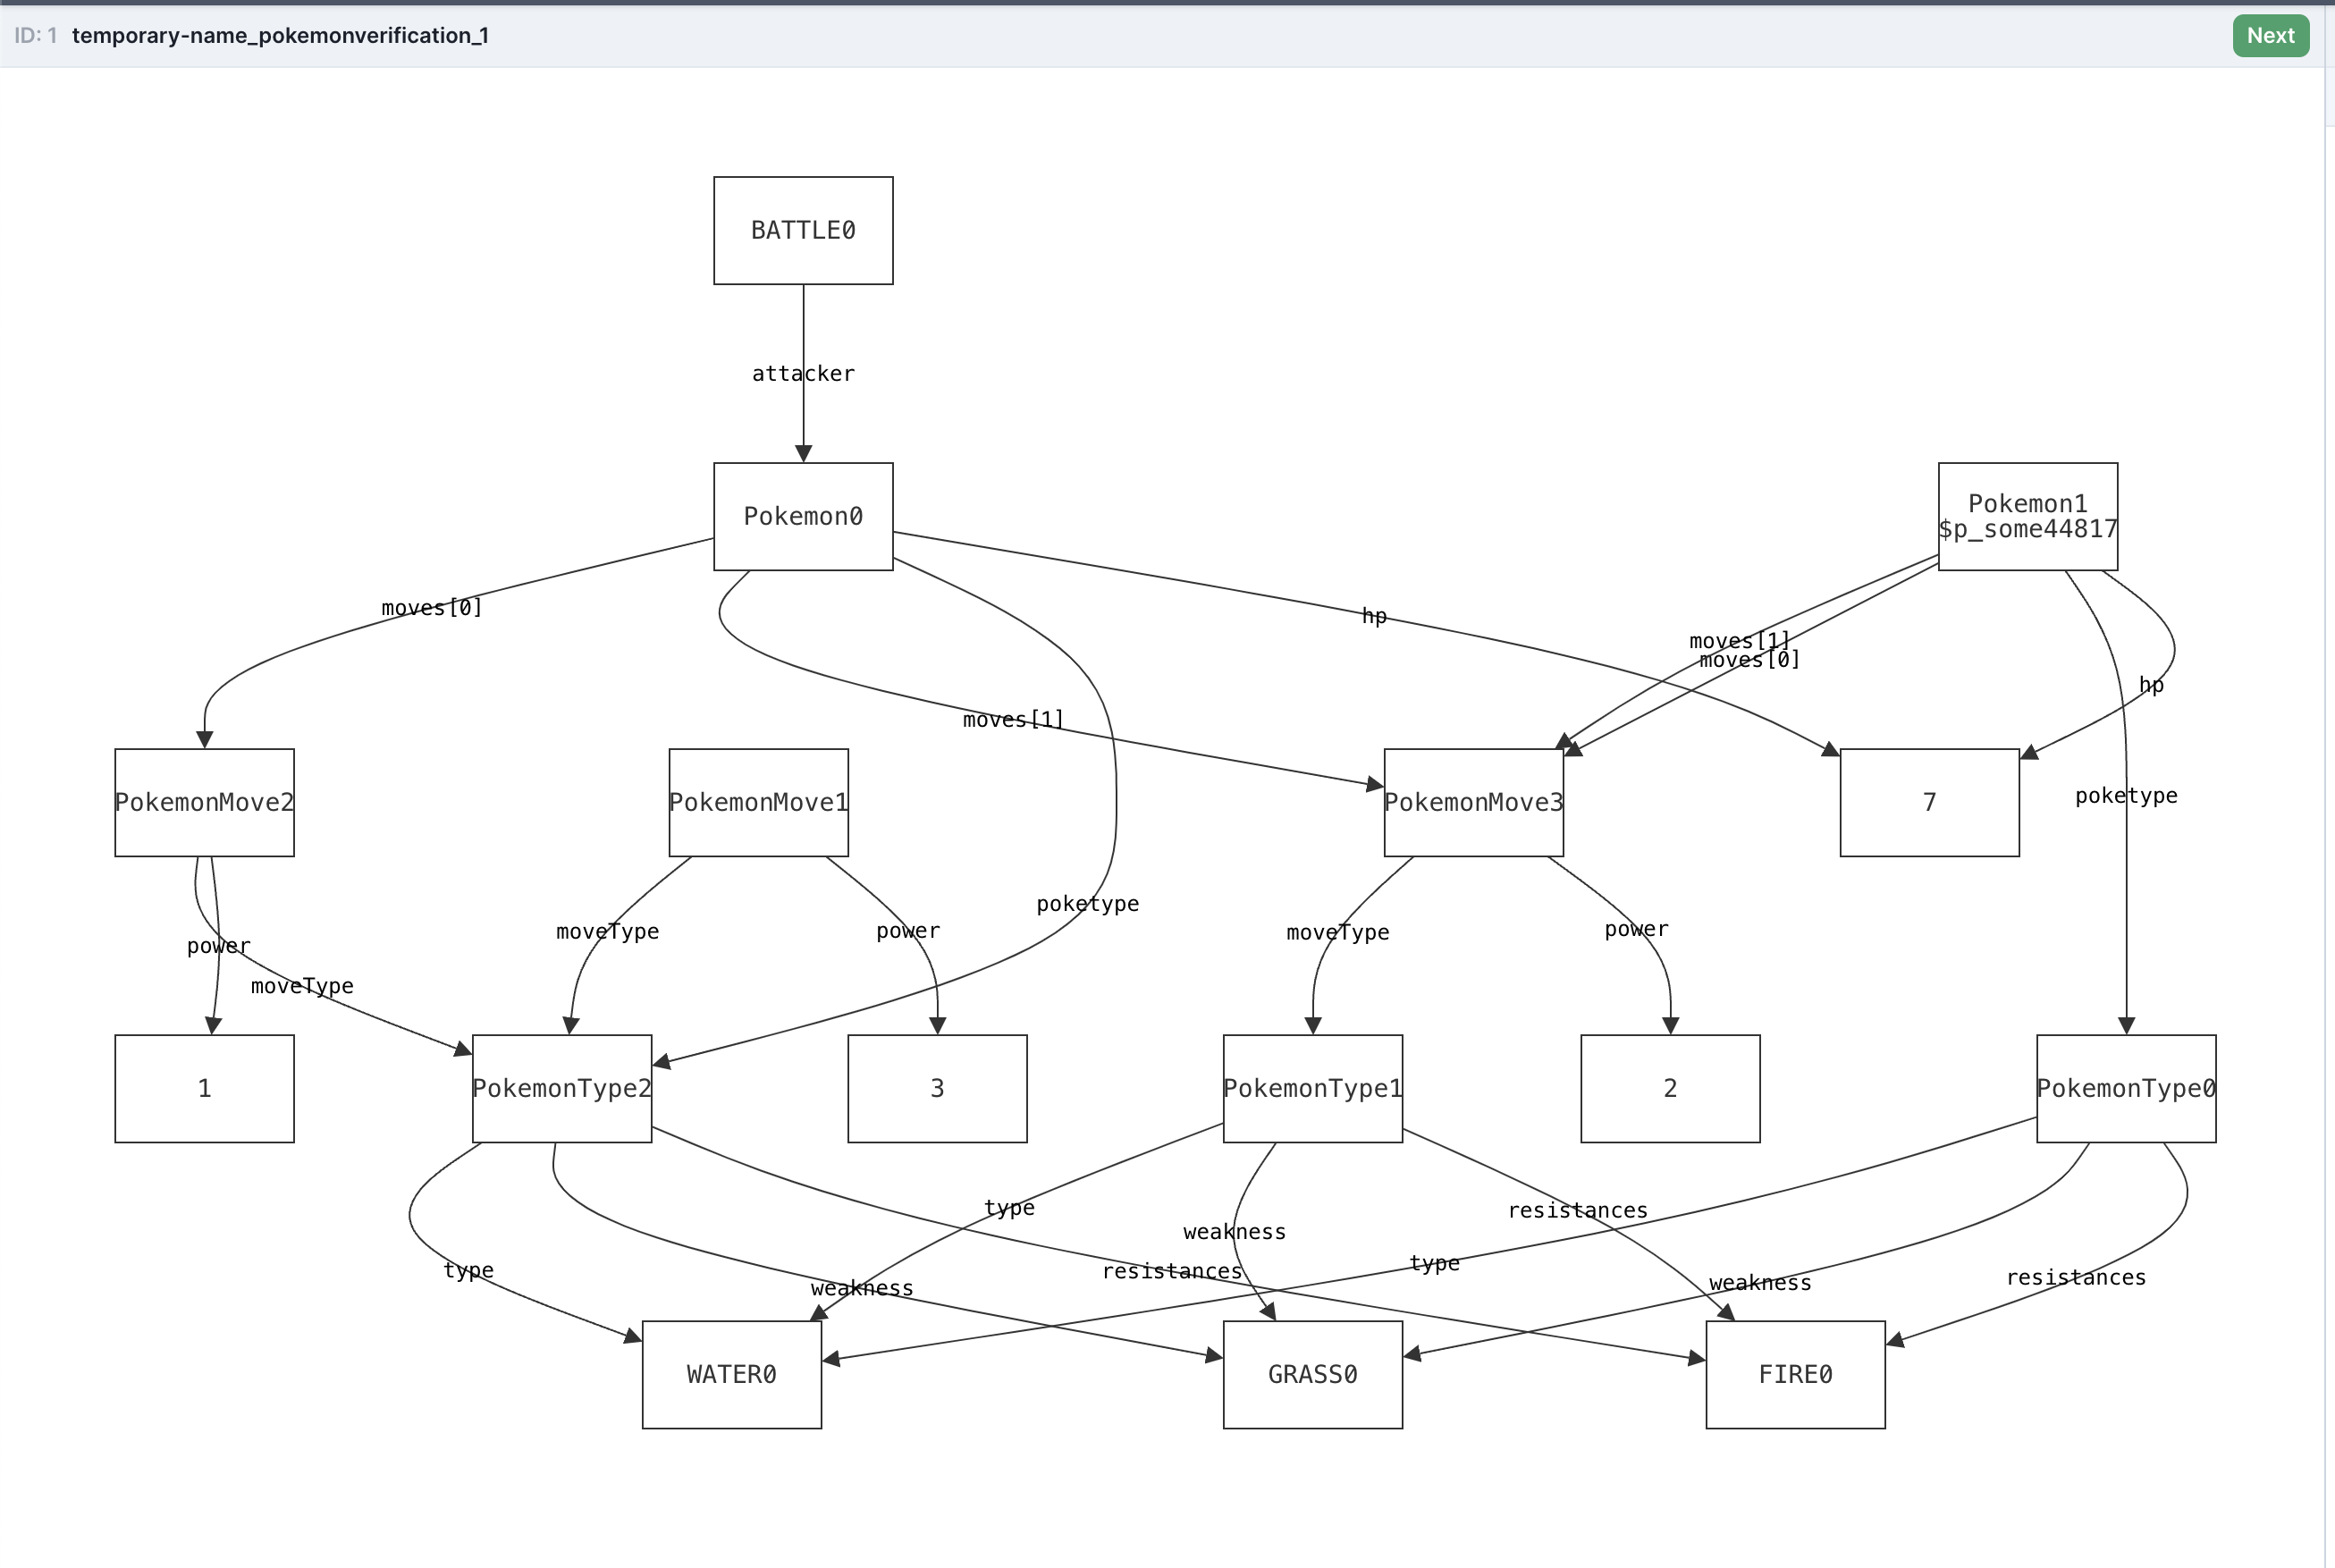 ID: 1 temporary-name_pokemonverification_1
Next
BATTLE0
attacker
Pokemon0
Pokemon1
$p_some44817
moves[0]
hp
moves[1]
moves[0]
hp
moves[1]
poketype
PokemonMove2
PokemonMove1
PokemonMove3
7
poketype
moveType
power
moveType
power
power
moveType
1
PokemonType2
3
PokemonType1
2
PokemonType0
type
weakness
resistances
type
weakness
resistances
type
weakness
resistances
WATER0
GRASS0
FIRE0